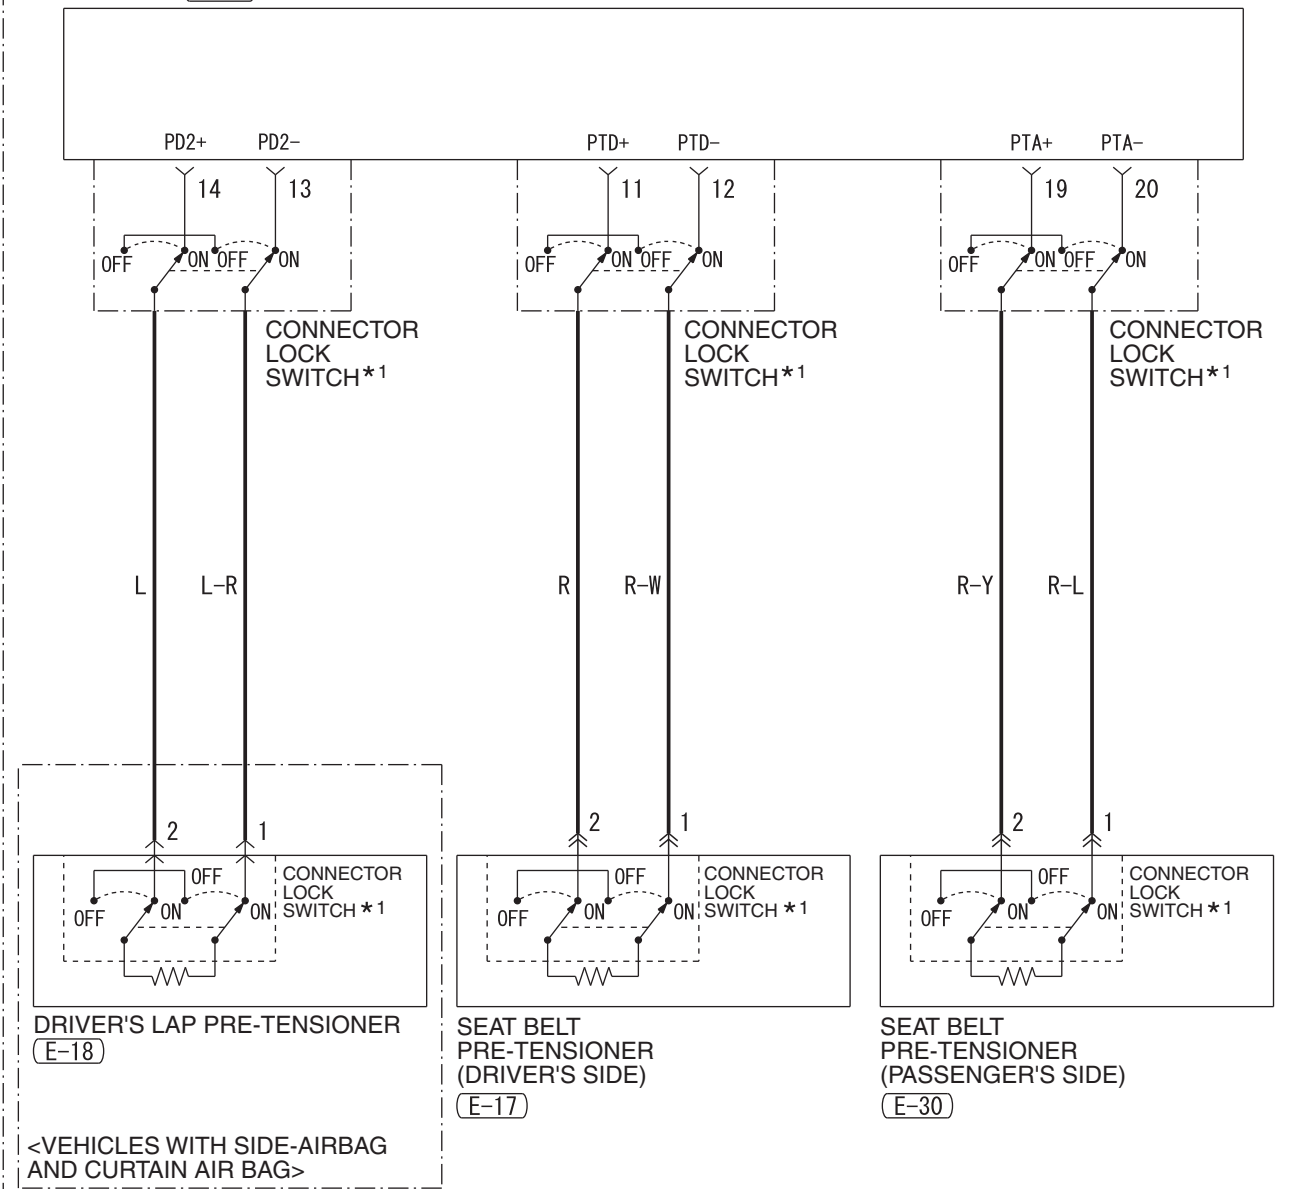 PD2+ PD2- PTD+ PTD- PTA+ PTA-
14 13 11 12 19 20
OFF ON OFF ON OFF ON OFF ON OFF ON OFF ON
CONNECTOR
LOCK
SWITCH*1
CONNECTOR
LOCK
SWITCH*1
CONNECTOR
LOCK
SWITCH*1
L L-R R R-W R-Y R-L
2 1 2 1 2 1
OFF OFF ON ON
CONNECTOR
LOCK
SWITCH*1
OFF OFF ON ON
CONNECTOR
LOCK
SWITCH*1
OFF OFF ON ON
CONNECTOR
LOCK
SWITCH*1
DRIVER'S LAP PRE-TENSIONER
E-18
SEAT BELT
PRE-TENSIONER
(DRIVER'S SIDE)
E-17
SEAT BELT
PRE-TENSIONER
(PASSENGER'S SIDE)
E-30
<VEHICLES WITH SIDE-AIRBAG
AND CURTAIN AIR BAG>